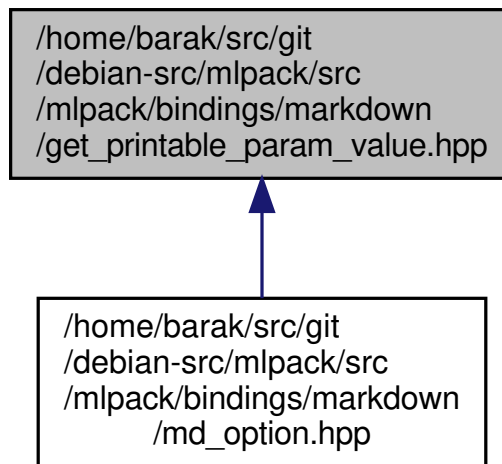 /home/barak/src/git
/debian-src/mlpack/src
/mlpack/bindings/markdown
/get_printable_param_value.hpp
/home/barak/src/git
/debian-src/mlpack/src
/mlpack/bindings/markdown
/md_option.hpp